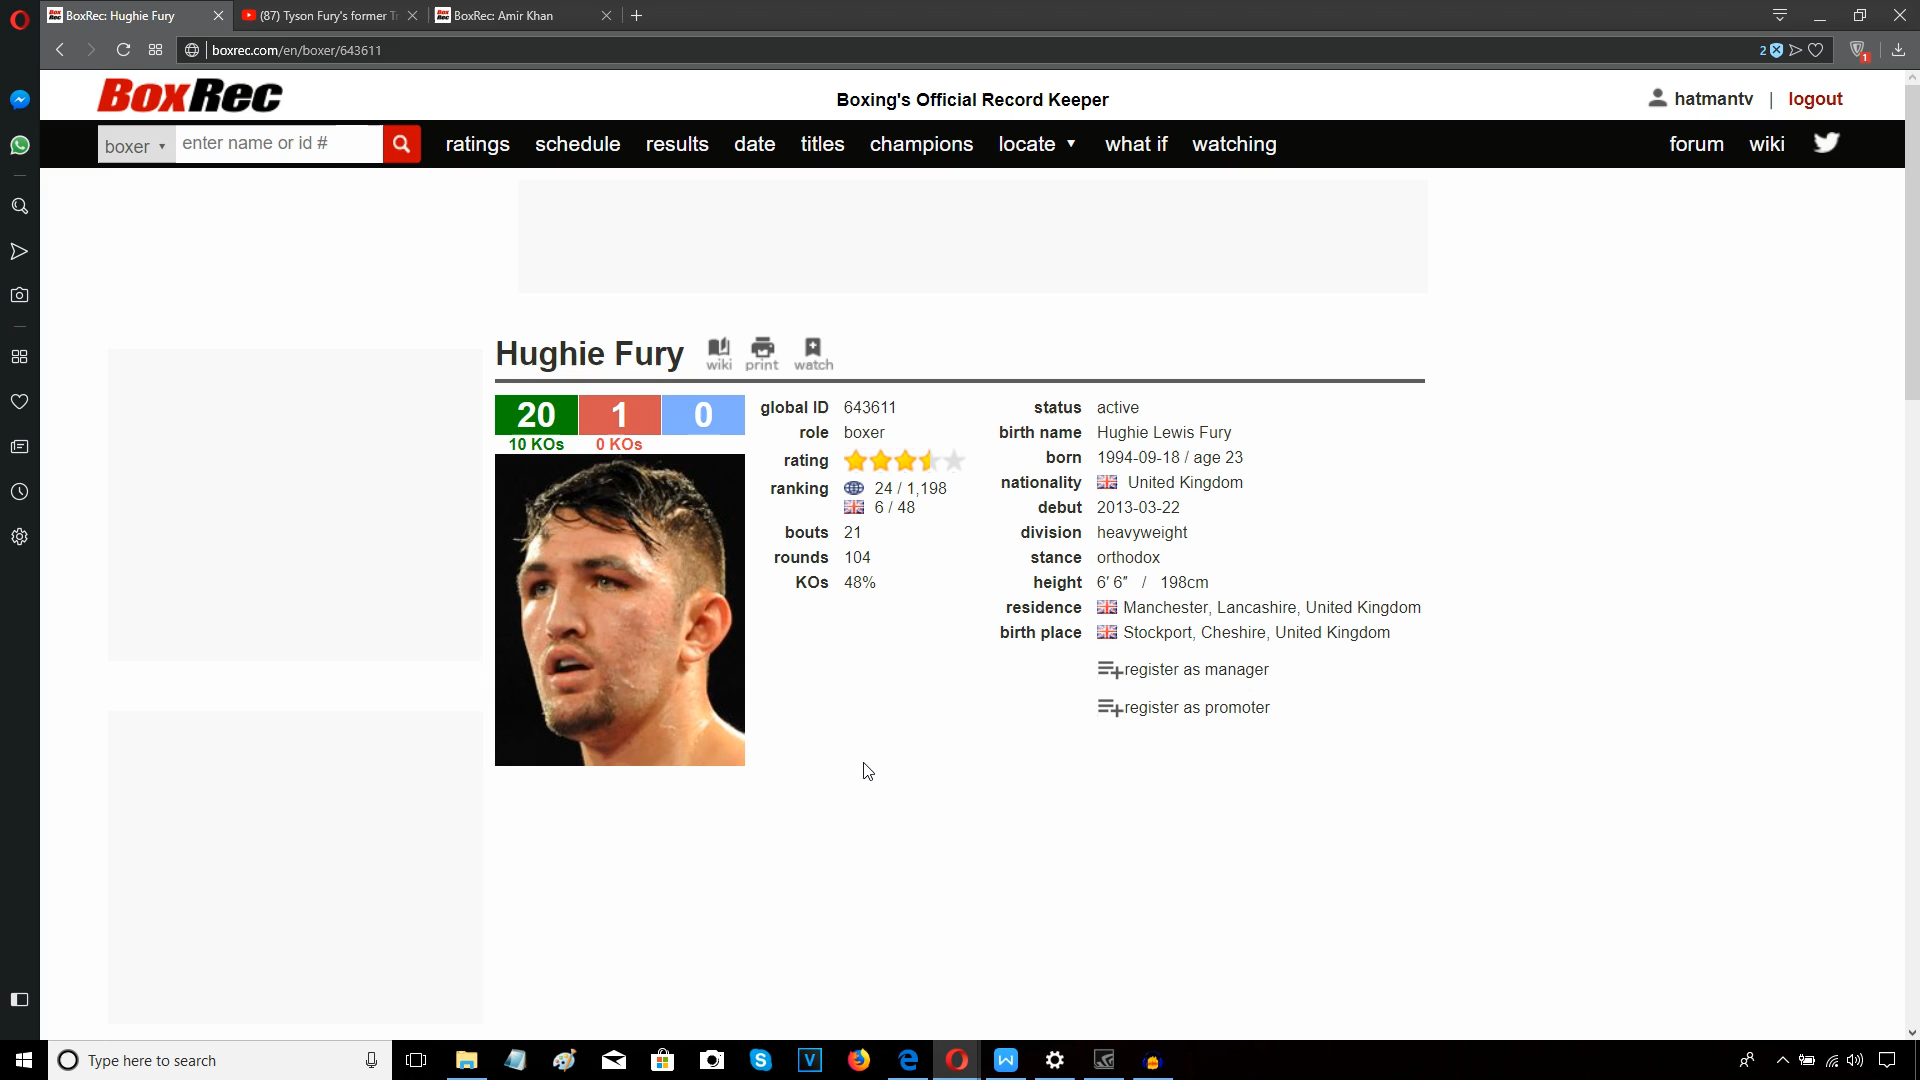 BoxRec: Hughie Fury
(87) Tyson Fury's former Tr
BoxRec: Amir Khan
boxrec.com/en/boxer/643611
2
1
BoxRec
Boxing's Official Record Keeper
hatmantv | logout
boxer
enter name or id #
ratings
schedule
results
date
titles
champions
locate
what if
watching
forum
wiki
Hughie Fury
wiki
print
watch
20 1 0
10 KOs 0 KOs
global ID 643611
role boxer
rating
ranking 24 / 1,198
6 / 48
bouts 21
rounds 104
KOs 48%
status active
birth name Hughie Lewis Fury
born 1994-09-18 / age 23
nationality United Kingdom
debut 2013-03-22
division heavyweight
stance orthodox
height 6′ 6″ / 198cm
residence Manchester, Lancashire, United Kingdom
birth place Stockport, Cheshire, United Kingdom
register as manager
register as promoter
Type here to search